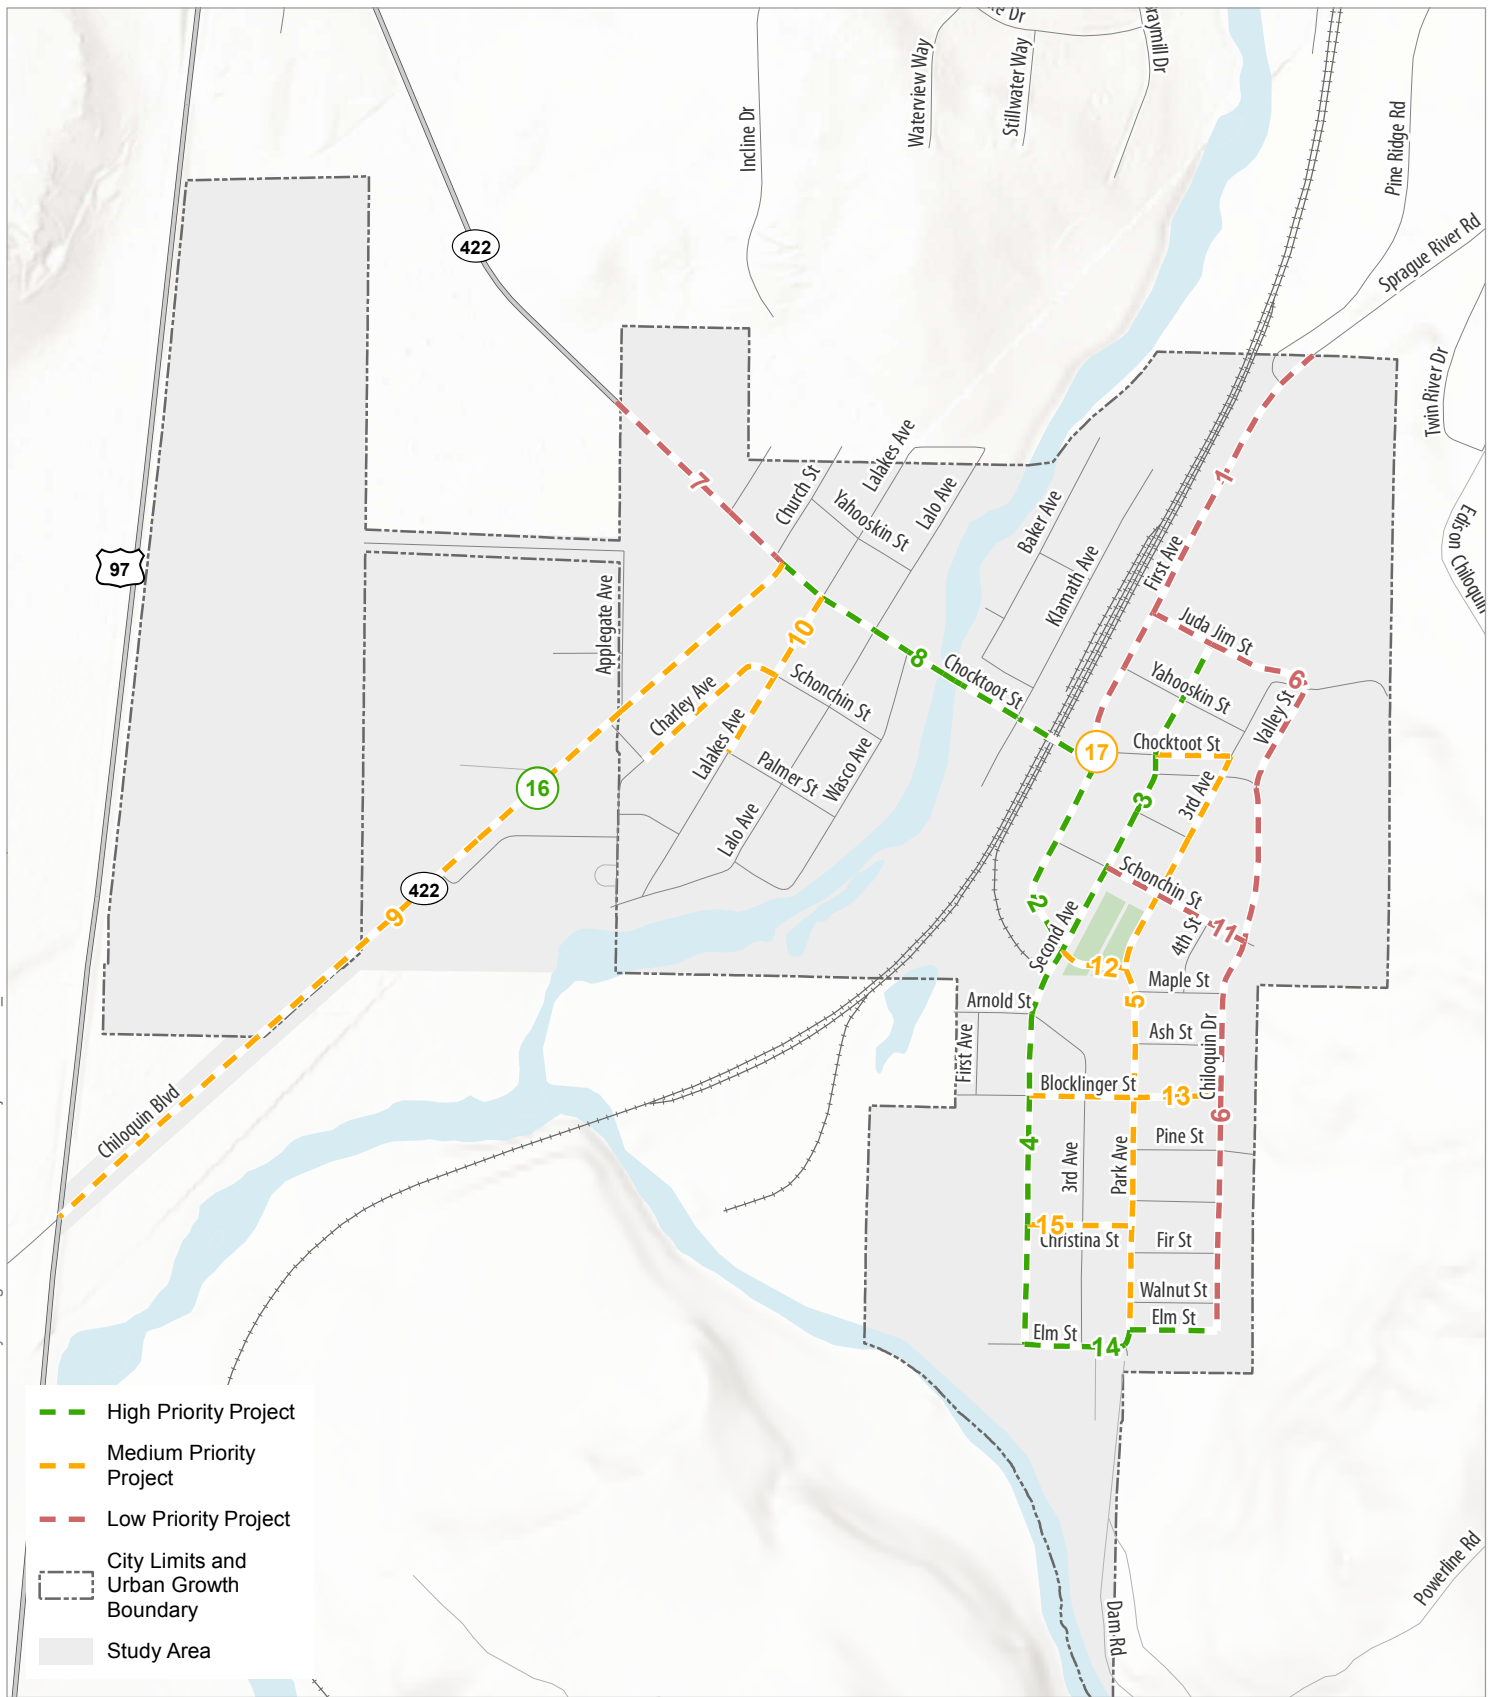 Waterview Way
Stillwater Way
Incline Dr
Pine Ridge Rd
Sprague River Rd
422
Twin River Dr
Edison Chiloquin
97
7
Church St
Lalakes Ave
Yahooskin St
Lalo Ave
Baker Ave
Klamath Ave
1
First Ave
Juda Jim St
6
Applegate Ave
10
8
Chocktoot St
Yahooskin St
Valley St
Charley Ave
Schonchin St
Lalakes Ave
Palmer St
Wasco Ave
Lalo Ave
17
Chocktoot St
3rd Ave
3
16
422
9
2
Schonchin St
Second Ave
4th St
11
12
5
Maple St
Arnold St
First Ave
Ash St
Chiloquin Dr
Blocklinger St
13
6
4
Pine St
3rd Ave
Park Ave
Chiloquin Blvd
15
Christina St
Fir St
Walnut St
Elm St
Elm St
14
Dam Rd
Powerline Rd
High Priority Project
Medium Priority
Project
Low Priority Project
City Limits and
Urban Growth
Boundary
Study Area